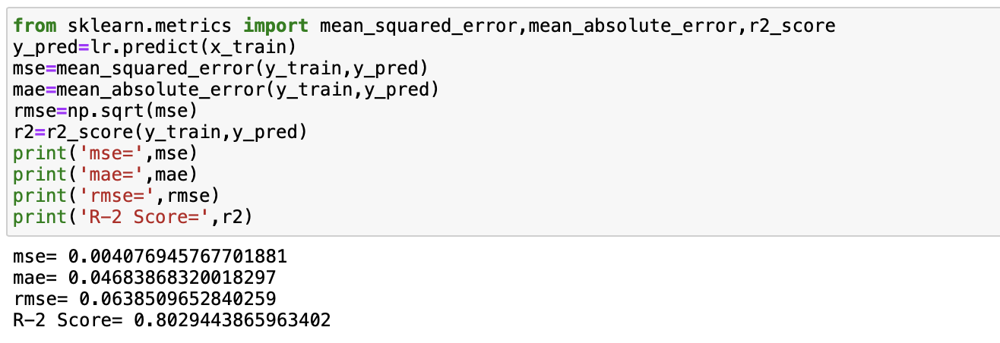 from sklearn.metrics import mean_squared_error,mean_absolute_error,r2_score
y_pred=lr.predict(x_train)
mse=mean_squared_error(y_train,y_pred)
mae=mean_absolute_error(y_train,y_pred)
rmse=np.sqrt(mse)
r2=r2_score(y_train,y_pred)
print('mse=',mse)
print('mae=',mae)
print('rmse=',rmse)
print('R-2 Score=',r2)
mse= 0.004076945767701881
mae= 0.04683868320018297
rmse= 0.0638509652840259
R-2 Score= 0.8029443865963402